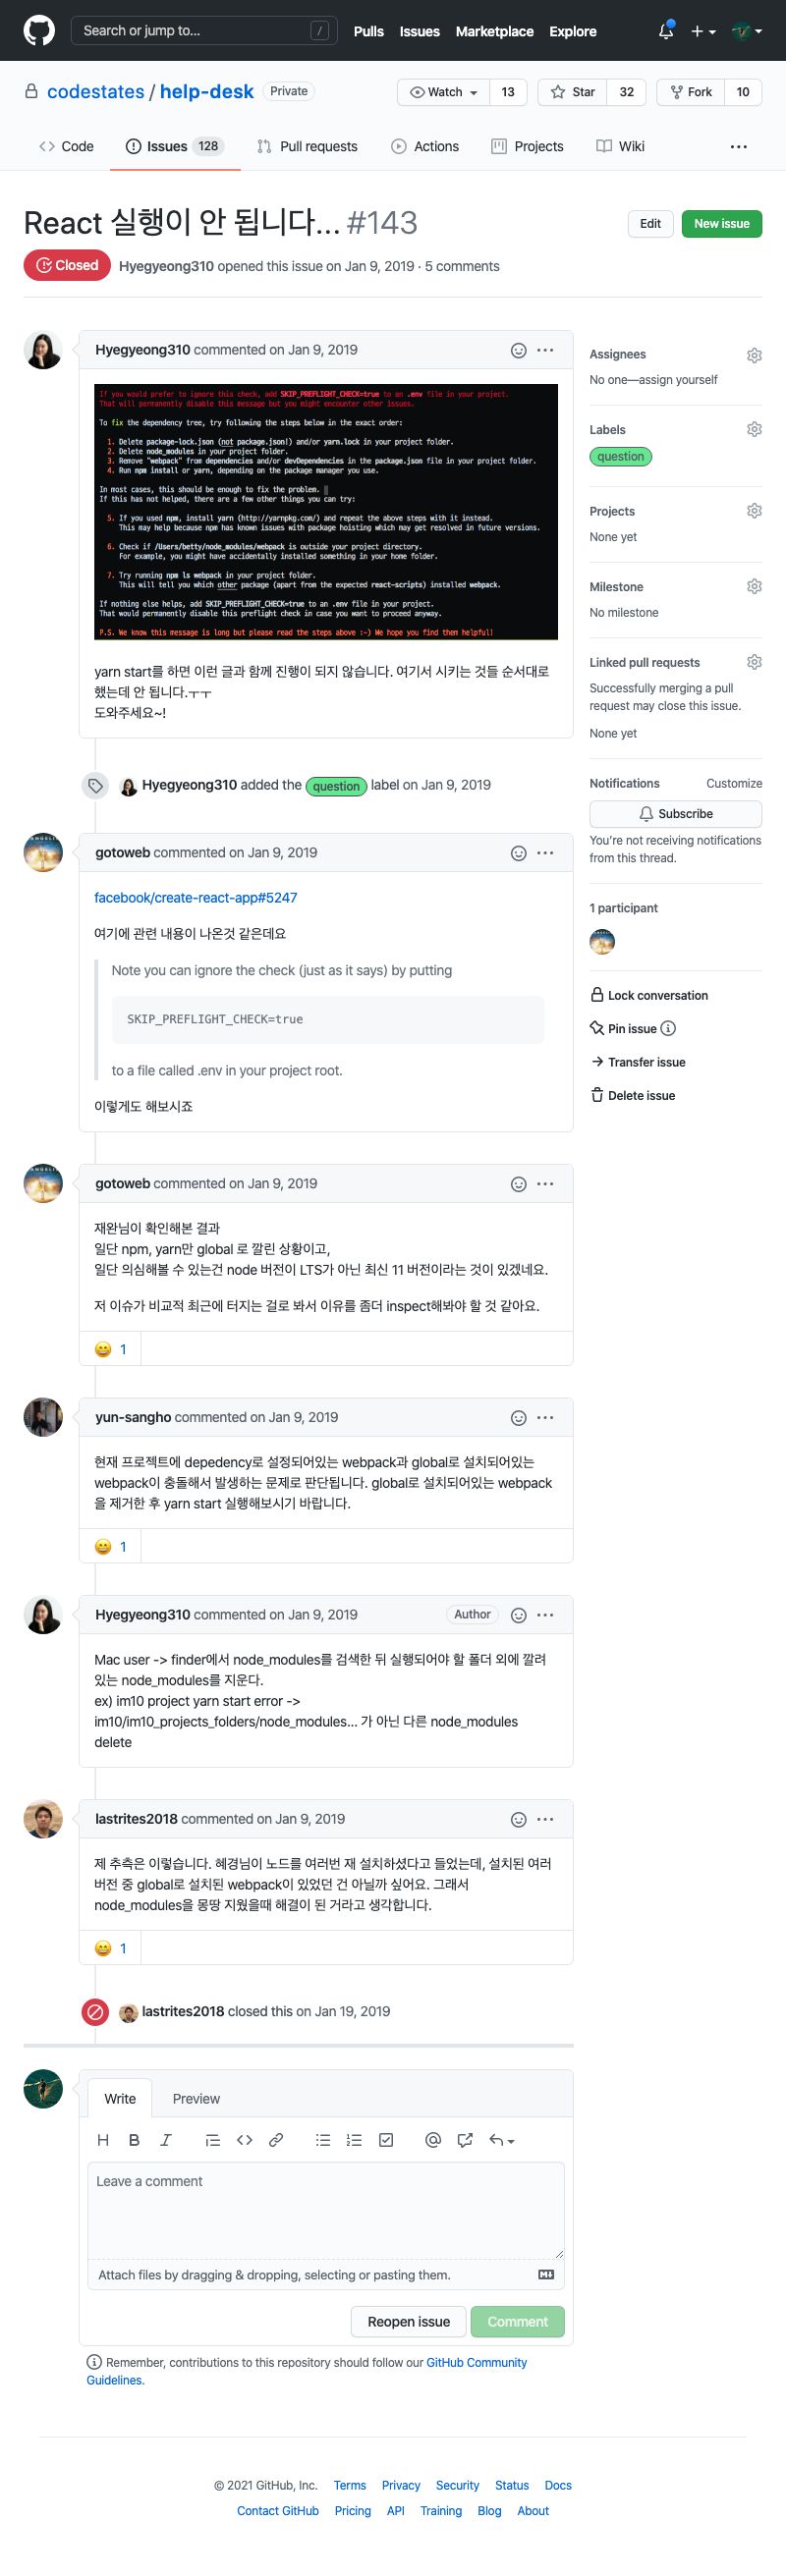 Search or jump to...
/
Pulls Issues Marketplace Explore
codestates / help-desk Private
Watch 13 Star 32 Fork 10
Code Issues 128 Pull requests Actions Projects Wiki
React 실행이 안 됩니다... #143
Edit New issue
Closed Hyegyeong310 opened this issue on Jan 9, 2019 · 5 comments
Hyegyeong310 commented on Jan 9, 2019
If you would prefer to ignore this check, add SKIP_PREFLIGHT_CHECK=true to an .env file in your project.
That will permanently disable this message but you might encounter other issues.
To fix the dependency tree, try following the steps below in the exact order:
1. Delete package-lock.json (not package.json!) and/or yarn.lock in your project folder.
2. Delete node_modules in your project folder.
3. Remove "webpack" from dependencies and/or devDependencies in the package.json file in your project folder.
4. Run npm install or yarn, depending on the package manager you use.
In most cases, this should be enough to fix the problem.
If this has not helped, there are a few other things you can try:
5. If you used npm, install yarn (http://yarnpkg.com/) and repeat the above steps with it instead.
This may help because npm has known issues with package hoisting which may get resolved in future versions.
6. Check if /Users/betty/node_modules/webpack is outside your project directory.
For example, you might have accidentally installed something in your home folder.
7. Try running npm ls webpack in your project folder.
This will tell you which other package (apart from the expected react-scripts) installed webpack.
If nothing else helps, add SKIP_PREFLIGHT_CHECK=true to an .env file in your project.
That would permanently disable this preflight check in case you want to proceed anyway.
P.S. We know this message is long but please read the steps above :-) We hope you find them helpful!
yarn start를 하면 이런 글과 함께 진행이 되지 않습니다. 여기서 시키는 것들 순서대로
했는데 안 됩니다.ㅜㅜ
도와주세요~!
Hyegyeong310 added the question label on Jan 9, 2019
gotoweb commented on Jan 9, 2019
facebook/create-react-app#5247
여기에 관련 내용이 나온것 같은데요
Note you can ignore the check (just as it says) by putting
SKIP_PREFLIGHT_CHECK=true
to a file called .env in your project root.
이렇게도 해보시죠
gotoweb commented on Jan 9, 2019
재완님이 확인해본 결과
일단 npm, yarn만 global 로 깔린 상황이고,
일단 의심해볼 수 있는건 node 버전이 LTS가 아닌 최신 11 버전이라는 것이 있겠네요.
저 이슈가 비교적 최근에 터지는 걸로 봐서 이유를 좀더 inspect해봐야 할 것 같아요.
1
yun-sangho commented on Jan 9, 2019
현재 프로젝트에 depedency로 설정되어있는 webpack과 global로 설치되어있는
webpack이 충돌해서 발생하는 문제로 판단됩니다. global로 설치되어있는 webpack
을 제거한 후 yarn start 실행해보시기 바랍니다.
1
Hyegyeong310 commented on Jan 9, 2019 Author
Mac user -> finder에서 node_modules를 검색한 뒤 실행되어야 할 폴더 외에 깔려
있는 node_modules를 지운다.
ex) im10 project yarn start error ->
im10/im10_projects_folders/node_modules... 가 아닌 다른 node_modules
delete
lastrites2018 commented on Jan 9, 2019
제 추측은 이렇습니다. 혜경님이 노드를 여러번 재 설치하셨다고 들었는데, 설치된 여러
버전 중 global로 설치된 webpack이 있었던 건 아닐까 싶어요. 그래서
node_modules을 몽땅 지웠을때 해결이 된 거라고 생각합니다.
1
lastrites2018 closed this on Jan 19, 2019
Write Preview
Leave a comment
Attach files by dragging & dropping, selecting or pasting them.
Reopen issue Comment
Remember, contributions to this repository should follow our GitHub Community
Guidelines.
Assignees
No one—assign yourself
Labels
question
Projects
None yet
Milestone
No milestone
Linked pull requests
Successfully merging a pull
request may close this issue.
None yet
Notifications Customize
Subscribe
You're not receiving notifications
from this thread.
1 participant
Lock conversation
Pin issue
Transfer issue
Delete issue
© 2021 GitHub, Inc. Terms Privacy Security Status Docs
Contact GitHub Pricing API Training Blog About